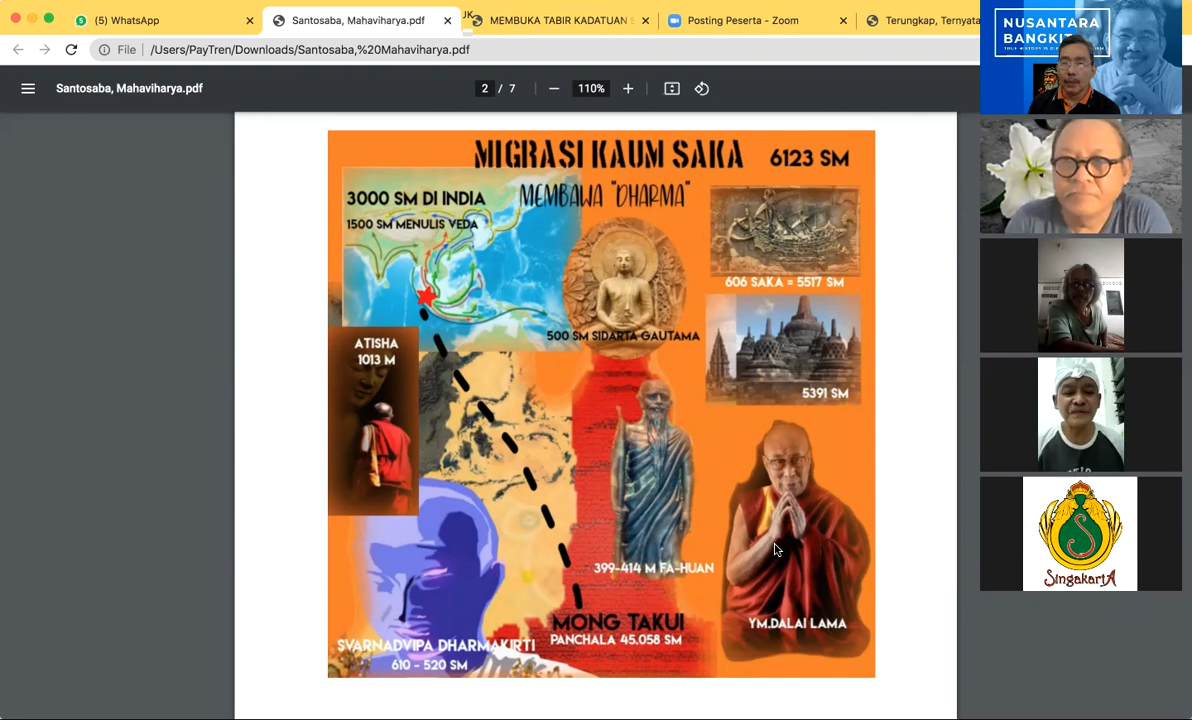 (5) WhatsApp
Santosaba, Mahaviharya.pdf
JK
MEMBUKA TABIR KADATUAN
Posting Peserta - Zoom
Terungkap, Ternyata
File
/Users/PayTren/Downloads/Santosaba,%20Mahaviharya.pdf
Santosaba, Mahaviharya.pdf
2 / 7
110%
MIGRASI KAUM SAKA
6123 SM
MEMBAWA "DHARMA"
3000 SM DI INDIA
1500 SM MENULIS VEDA
606 SAKA = 5517 SM
500 SM SIDARTA GAUTAMA
ATISHA
1013 M
5391 SM
399-414 M FA-HUAN
MONG TAKUI
PANCHALA 45.058 SM
YM.DALAI LAMA
SVARNADVIPA DHARMAKIRTI
610 - 520 SM
NUSANTARA
BANGKIT
SingakartA